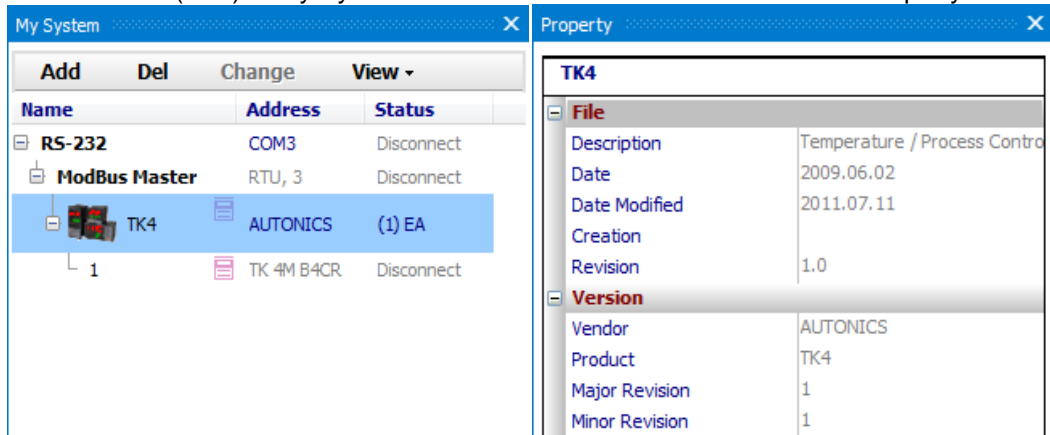 My System
Add Del Change View
Name Address Status
RS-232 COM3 Disconnect
ModBus Master RTU, 3 Disconnect
TK4 AUTONICS (1) EA
1 TK 4M B4CR Disconnect
Property
TK4
File
Description Temperature / Process Contro
Date 2009.06.02
Date Modified 2011.07.11
Creation
Revision 1.0
Version
Vendor AUTONICS
Product TK4
Major Revision 1
Minor Revision 1